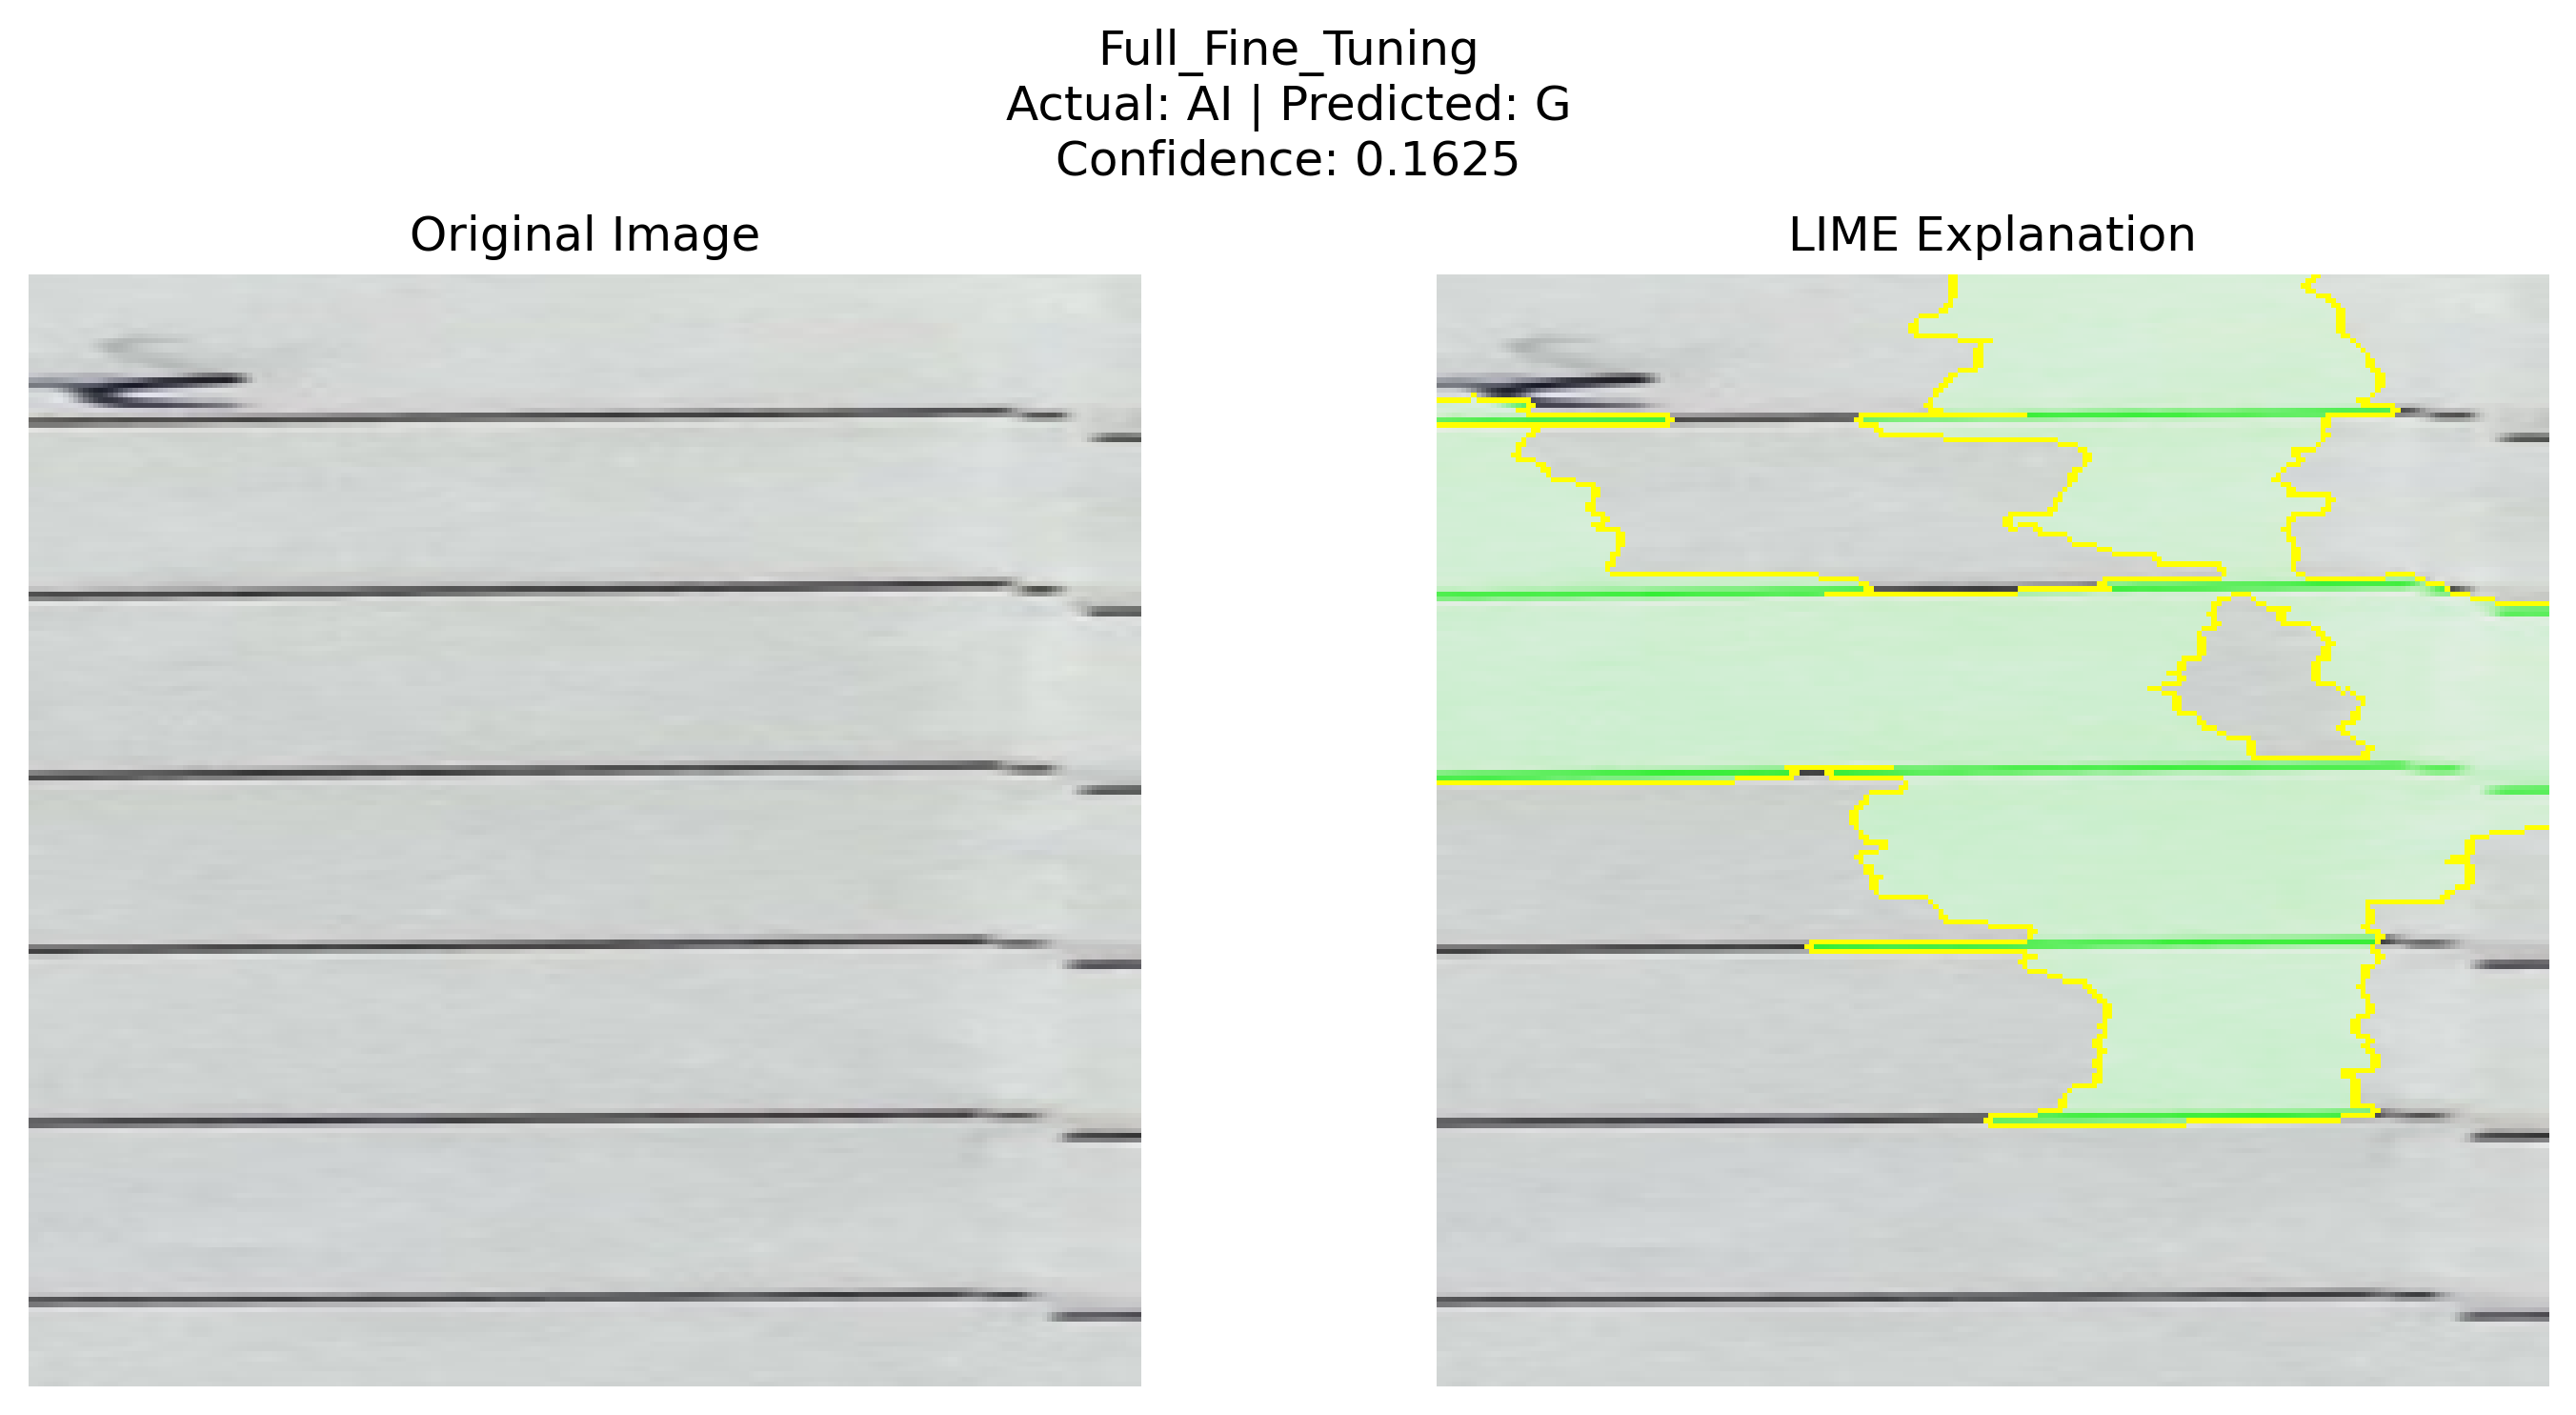 Full_Fine_Tuning
Actual: AI | Predicted: G
Confidence: 0.1625
Original Image
LIME Explanation